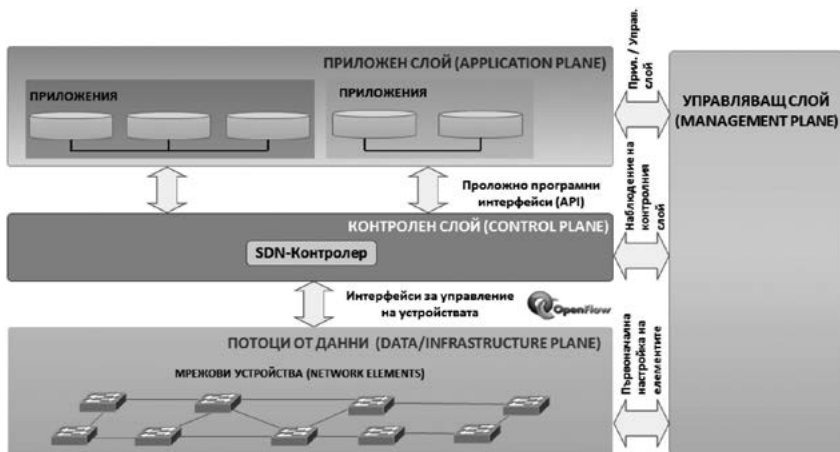 ПРИЛОЖЕН СЛОЙ (APPLICATION PLANE)
ПРИЛОЖЕНИЯ
ПРИЛОЖЕНИЯ
Прил. / Управ.
слой
УПРАВЛЯВАЩ СЛОЙ
(MANAGEMENT PLANE)
Проложно програмни
интерфейси (API)
КОНТРОЛЕН СЛОЙ (CONTROL PLANE)
SDN-Контролер
Наблюдение на
контролния
слой
Интерфейси за управление
на устройствата
OpenFlow
ПОТОЦИ ОТ ДАННИ (DATA/INFRASTRUCTURE PLANE)
МРЕЖОВИ УСТРОЙСТВА (NETWORK ELEMENTS)
Първоначална
настройка на
елементите